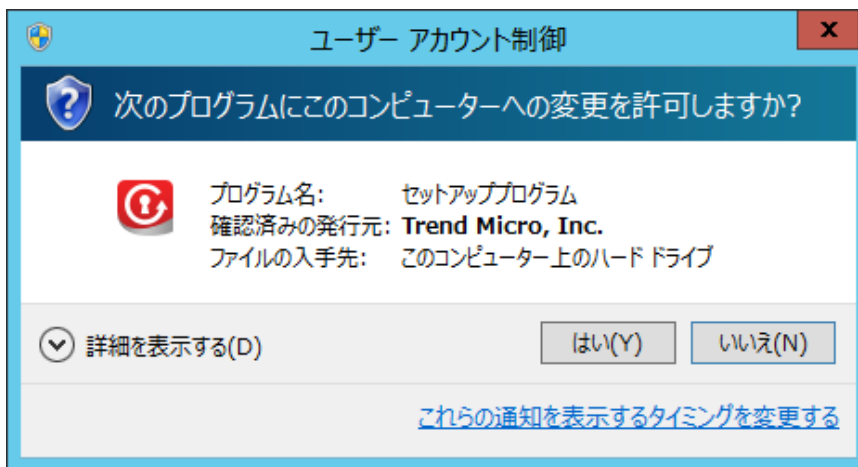 ユーザー アカウント制御
次のプログラムにこのコンピューターへの変更を許可しますか?
プログラム名: セットアッププログラム
確認済みの発行元: Trend Micro, Inc.
ファイルの入手先: このコンピューター上のハード ドライブ
詳細を表示する(D) はい(Y) いいえ(N)
これらの通知を表示するタイミングを変更する